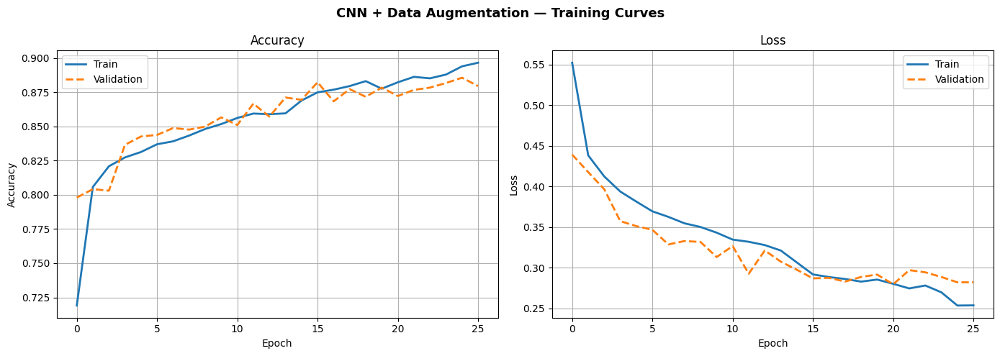 CNN + Data Augmentation — Training Curves
Accuracy
Train
Validation
Accuracy
0.900
0.875
0.850
0.825
0.800
0.775
0.750
0.725
0 5 10 15 20 25
Epoch
Loss
Train
Validation
Loss
0.55
0.50
0.45
0.40
0.35
0.30
0.25
0 5 10 15 20 25
Epoch